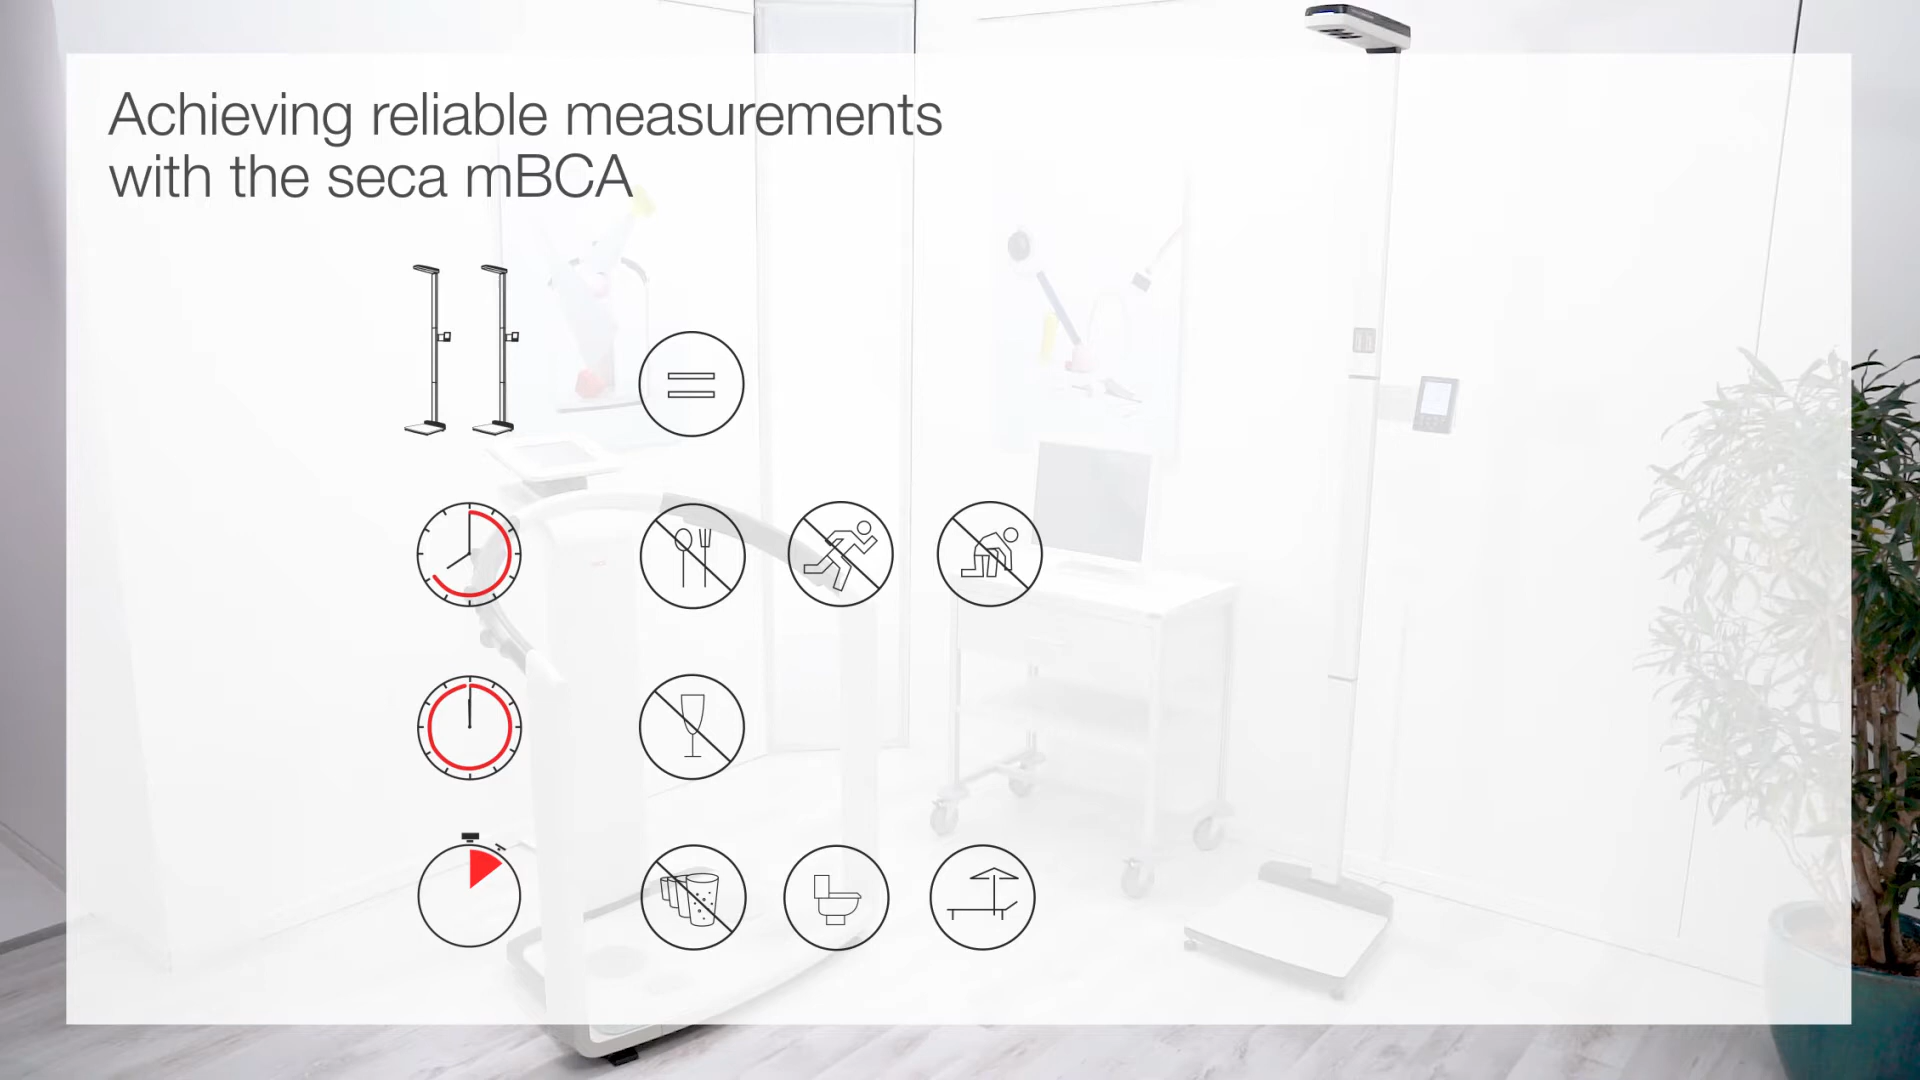 Achieving reliable measurements
with the seca mBCA